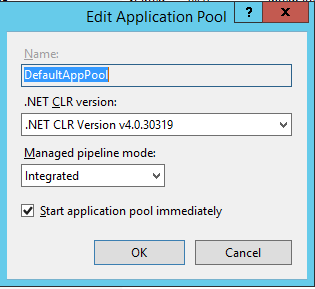 Edit Application Pool
?
Name:
DefaultAppPool
.NET CLR version:
.NET CLR Version v4.0.30319
Managed pipeline mode:
Integrated
Start application pool immediately
OK
Cancel